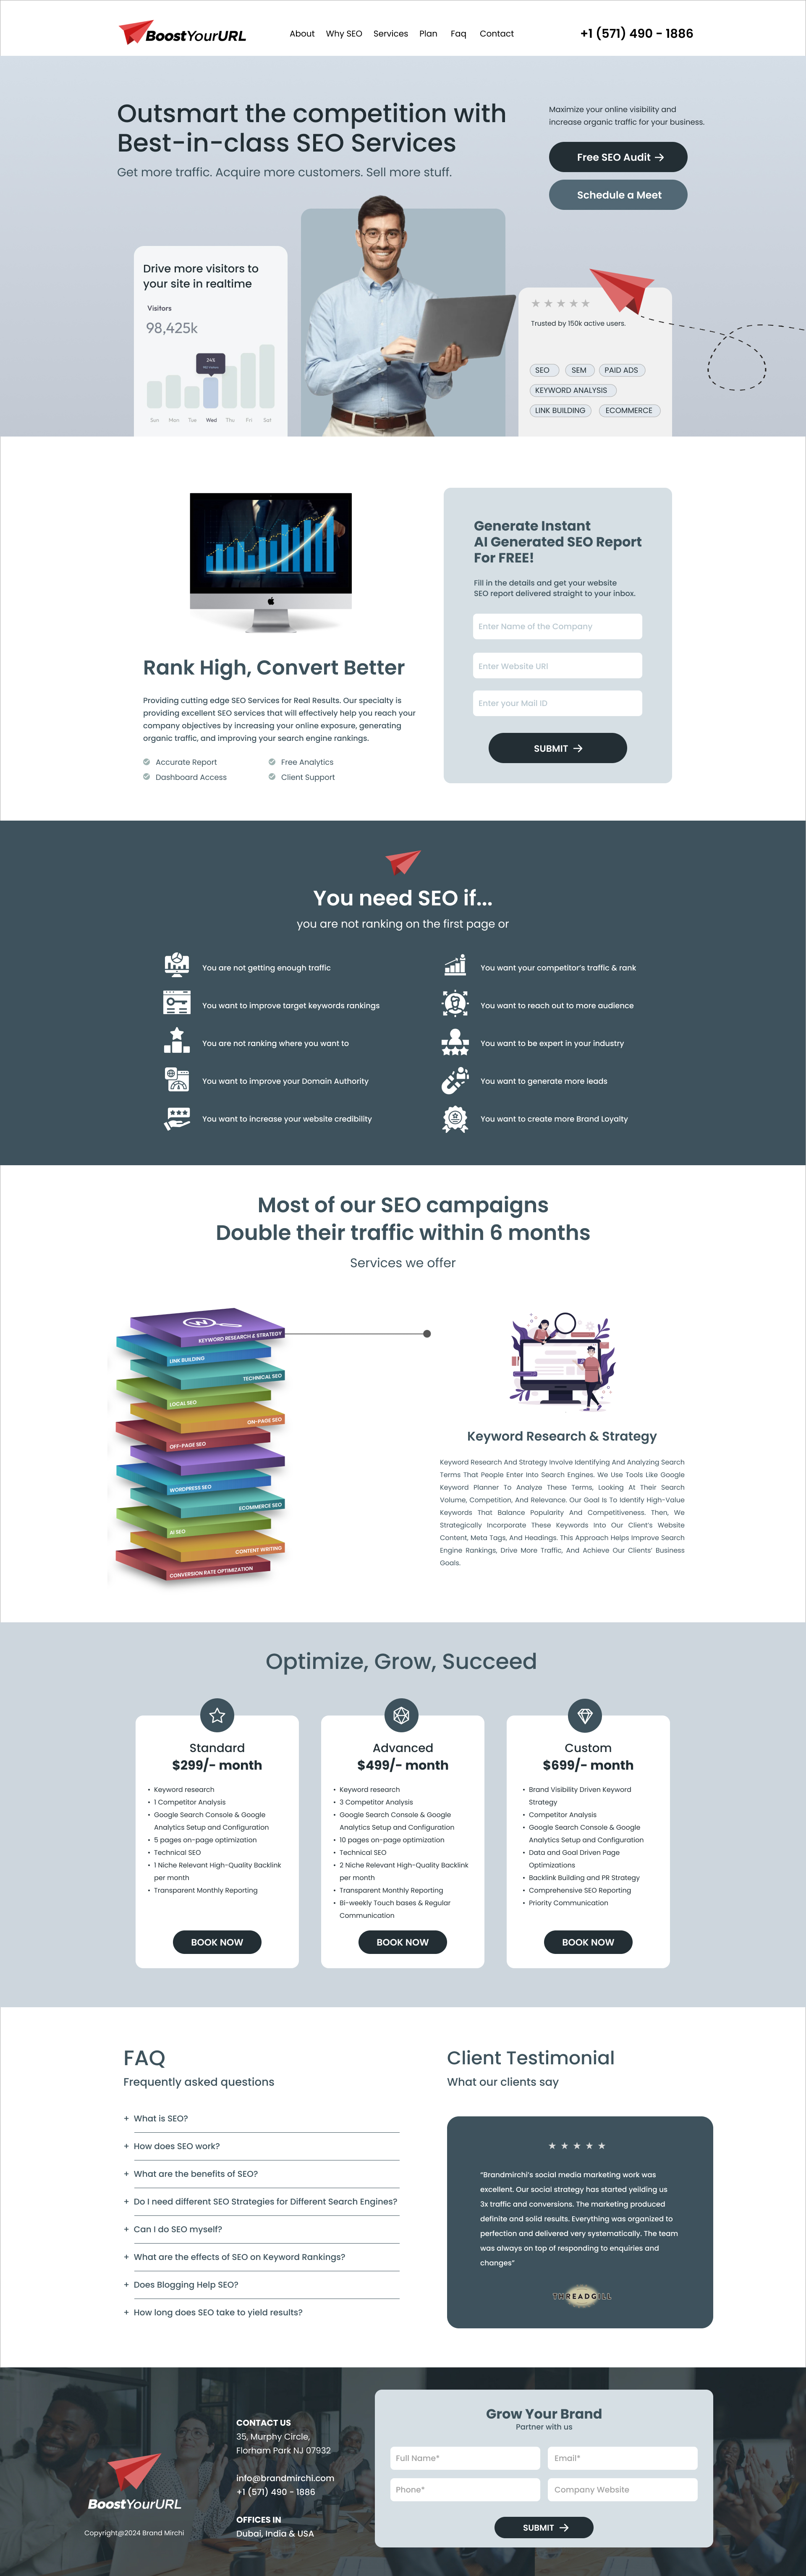 BoostYourURL
About Why SEO Services Plan Faq Contact
+1 (571) 490 - 1886
Outsmart the competition with
Best-in-class SEO Services
Get more traffic. Acquire more customers. Sell more stuff.
Maximize your online visibility and
increase organic traffic for your business.
Free SEO Audit →
Schedule a Meet
Drive more visitors to
your site in realtime
Visitors
98,425k
Sun Mon Tue Wed Thu Fri Sat
Trusted by 150k active users.
SEO SEM PAID ADS
KEYWORD ANALYSIS
LINK BUILDING ECOMMERCE
Rank High, Convert Better
Providing cutting edge SEO Services for Real Results. Our specialty is
providing excellent SEO services that will effectively help you reach your
company objectives by increasing your online exposure, generating
organic traffic, and improving your search engine rankings.
Accurate Report Free Analytics
Dashboard Access Client Support
Generate Instant
AI Generated SEO Report
For FREE!
Fill in the details and get your website
SEO report delivered straight to your inbox.
Enter Name of the Company
Enter Website URl
Enter your Mail ID
SUBMIT →
You need SEO if...
you are not ranking on the first page or
You are not getting enough traffic
You want your competitor's traffic & rank
You want to improve target keywords rankings
You want to reach out to more audience
You are not ranking where you want to
You want to be expert in your industry
You want to improve your Domain Authority
You want to generate more leads
You want to increase your website credibility
You want to create more Brand Loyalty
Most of our SEO campaigns
Double their traffic within 6 months
Services we offer
KEYWORD RESEARCH & STRATEGY
LINK BUILDING
TECHNICAL SEO
LOCAL SEO
ON-PAGE SEO
OFF-PAGE SEO
WORDPRESS SEO
ECOMMERCE SEO
AI SEO
CONTENT WRITING
CONVERSION RATE OPTIMIZATION
Keyword Research & Strategy
Keyword Research And Strategy Involve Identifying And Analyzing Search
Terms That People Enter Into Search Engines. We Use Tools Like Google
Keyword Planner To Analyze These Terms, Looking At Their Search
Volume, Competition, And Relevance. Our Goal Is To Identify High-Value
Keywords That Balance Popularity And Competitiveness. Then, We
Strategically Incorporate These Keywords Into Our Client's Website
Content, Meta Tags, And Headings. This Approach Helps Improve Search
Engine Rankings, Drive More Traffic, And Achieve Our Clients' Business
Goals.
Optimize, Grow, Succeed
Standard
$299/- month
• Keyword research
• 1 Competitor Analysis
• Google Search Console & Google
Analytics Setup and Configuration
• 5 pages on-page optimization
• Technical SEO
• 1 Niche Relevant High-Quality Backlink
per month
• Transparent Monthly Reporting
BOOK NOW
Advanced
$499/- month
• Keyword research
• 3 Competitor Analysis
• Google Search Console & Google
Analytics Setup and Configuration
• 10 pages on-page optimization
• Technical SEO
• 2 Niche Relevant High-Quality Backlink
per month
• Transparent Monthly Reporting
• Bi-weekly Touch bases & Regular
Communication
BOOK NOW
Custom
$699/- month
• Brand Visibility Driven Keyword
Strategy
• Competitor Analysis
• Google Search Console & Google
Analytics Setup and Configuration
• Data and Goal Driven Page
Optimizations
• Backlink Building and PR Strategy
• Comprehensive SEO Reporting
• Priority Communication
BOOK NOW
FAQ
Frequently asked questions
+ What is SEO?
+ How does SEO work?
+ What are the benefits of SEO?
+ Do I need different SEO Strategies for Different Search Engines?
+ Can I do SEO myself?
+ What are the effects of SEO on Keyword Rankings?
+ Does Blogging Help SEO?
+ How long does SEO take to yield results?
Client Testimonial
What our clients say
“Brandmirchi's social media marketing work was
excellent. Our social strategy has started yeilding us
3x traffic and conversions. The marketing produced
definite and solid results. Everything was organized to
perfection and delivered very systematically. The team
was always on top of responding to enquiries and
changes”
THREADGILL
BoostYourURL
Copyright@2024 Brand Mirchi
CONTACT US
35, Murphy Circle,
Florham Park NJ 07932
info@brandmirchi.com
+1 (571) 490 - 1886
OFFICES IN
Dubai, India & USA
Grow Your Brand
Partner with us
Full Name* Email*
Phone* Company Website
SUBMIT →